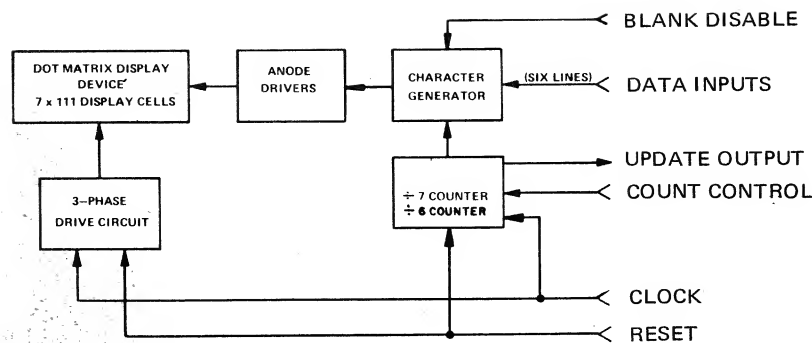 BLANK DISABLE
DOT MATRIX DISPLAY
DEVICE
7 x 111 DISPLAY CELLS
ANODE
DRIVERS
CHARACTER
GENERATOR
(SIX LINES)
DATA INPUTS
UPDATE OUTPUT
COUNT CONTROL
÷ 7 COUNTER
÷ 6 COUNTER
3-PHASE
DRIVE CIRCUIT
CLOCK
RESET